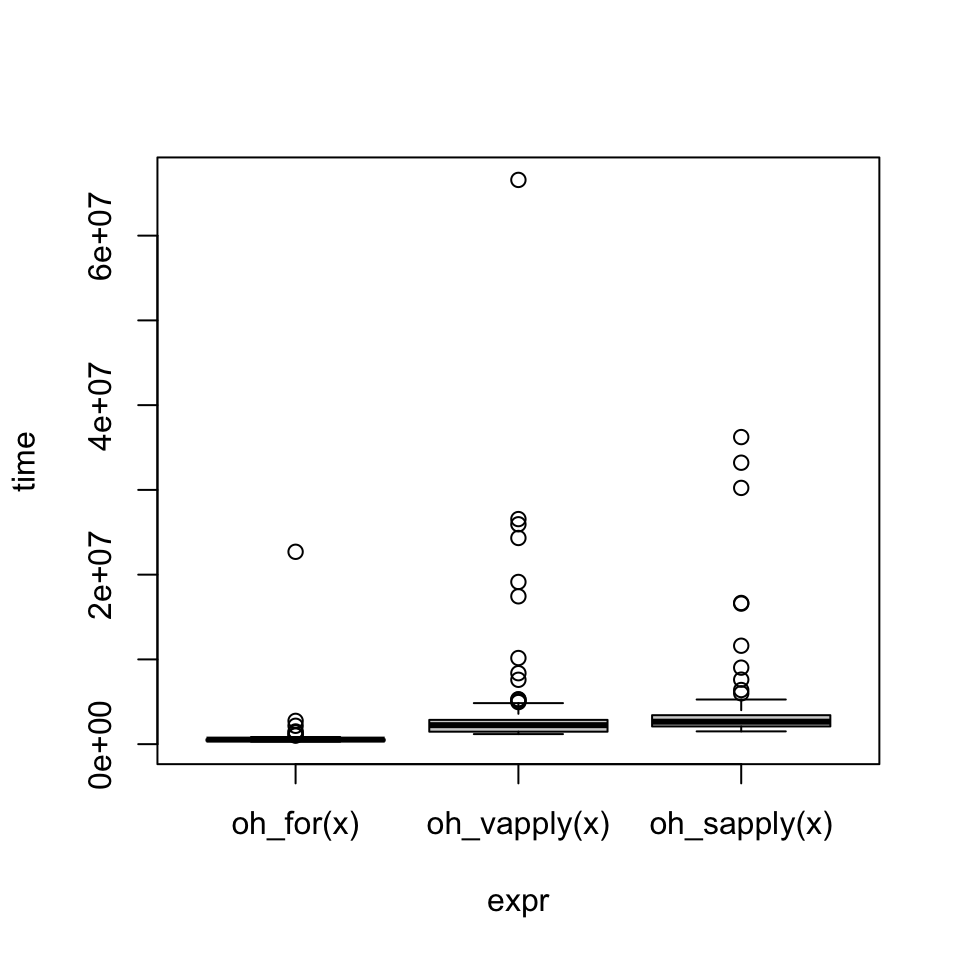 time
6e+07
4e+07
2e+07
0e+00
oh_for(x)
oh_vapply(x)
oh_sapply(x)
expr